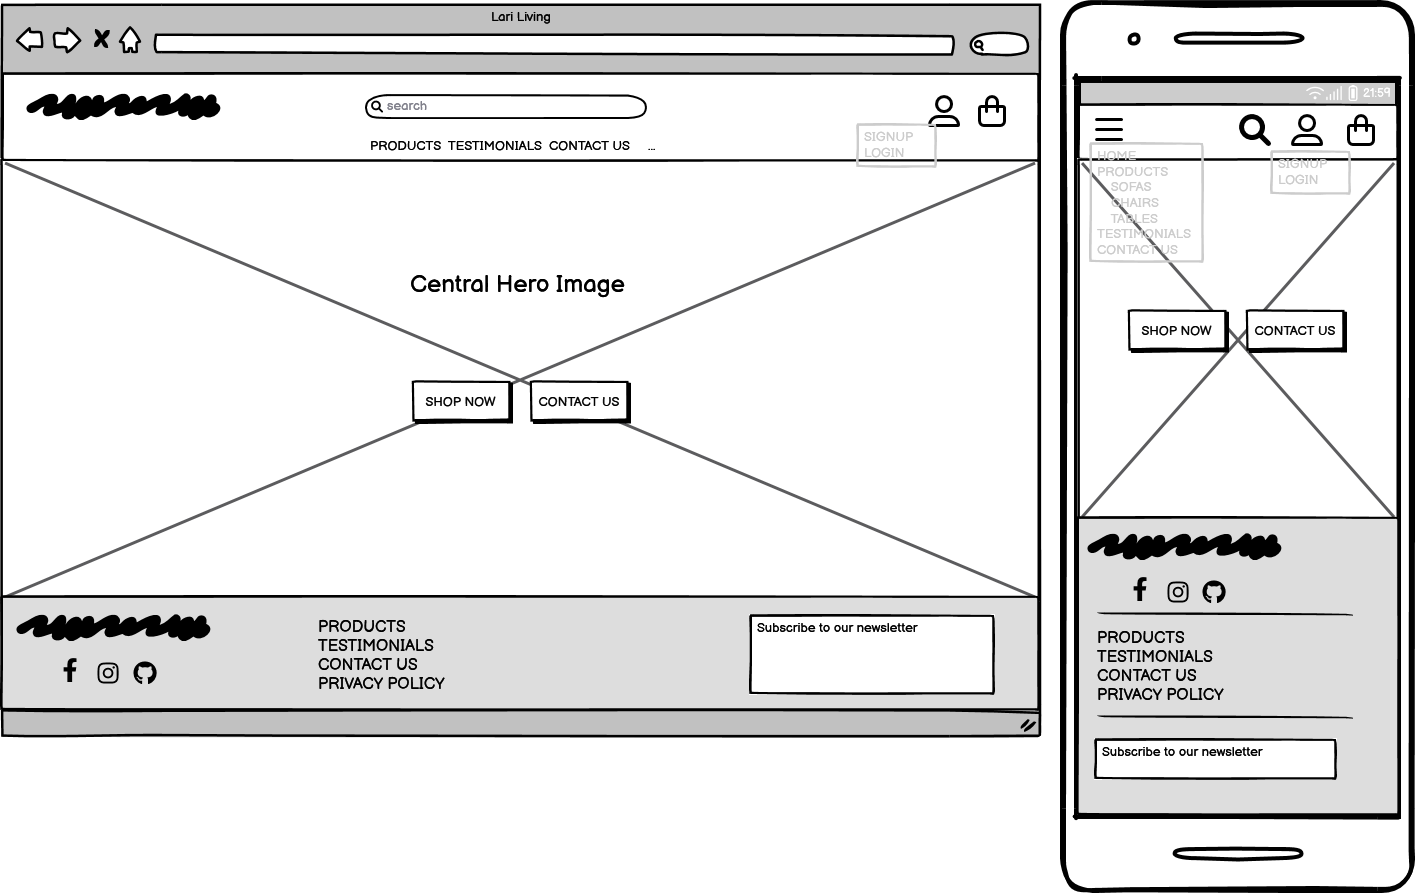 Lari Living
search
PRODUCTS TESTIMONIALS CONTACT US ...
SIGNUP
LOGIN
Central Hero Image
SHOP NOW
CONTACT US
PRODUCTS
TESTIMONIALS
CONTACT US
PRIVACY POLICY
Subscribe to our newsletter
21:59
HOME
PRODUCTS
SOFAS
CHAIRS
TABLES
TESTIMONIALS
CONTACT US
SIGNUP
LOGIN
SHOP NOW
CONTACT US
PRODUCTS
TESTIMONIALS
CONTACT US
PRIVACY POLICY
Subscribe to our newsletter